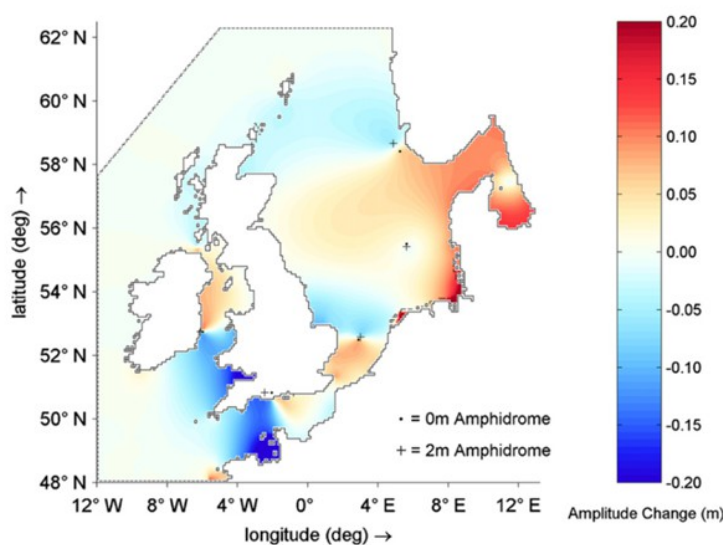 62° N
60° N
58° N
56° N
54° N
52° N
50° N
48° N
latitude (deg) →
12° W
8° W
4° W
0°
4° E
8° E
12° E
longitude (deg) →
· = 0m Amphidrome
+ = 2m Amphidrome
0.20
0.15
0.10
0.05
0.00
-0.05
-0.10
-0.15
-0.20
Amplitude Change (m)